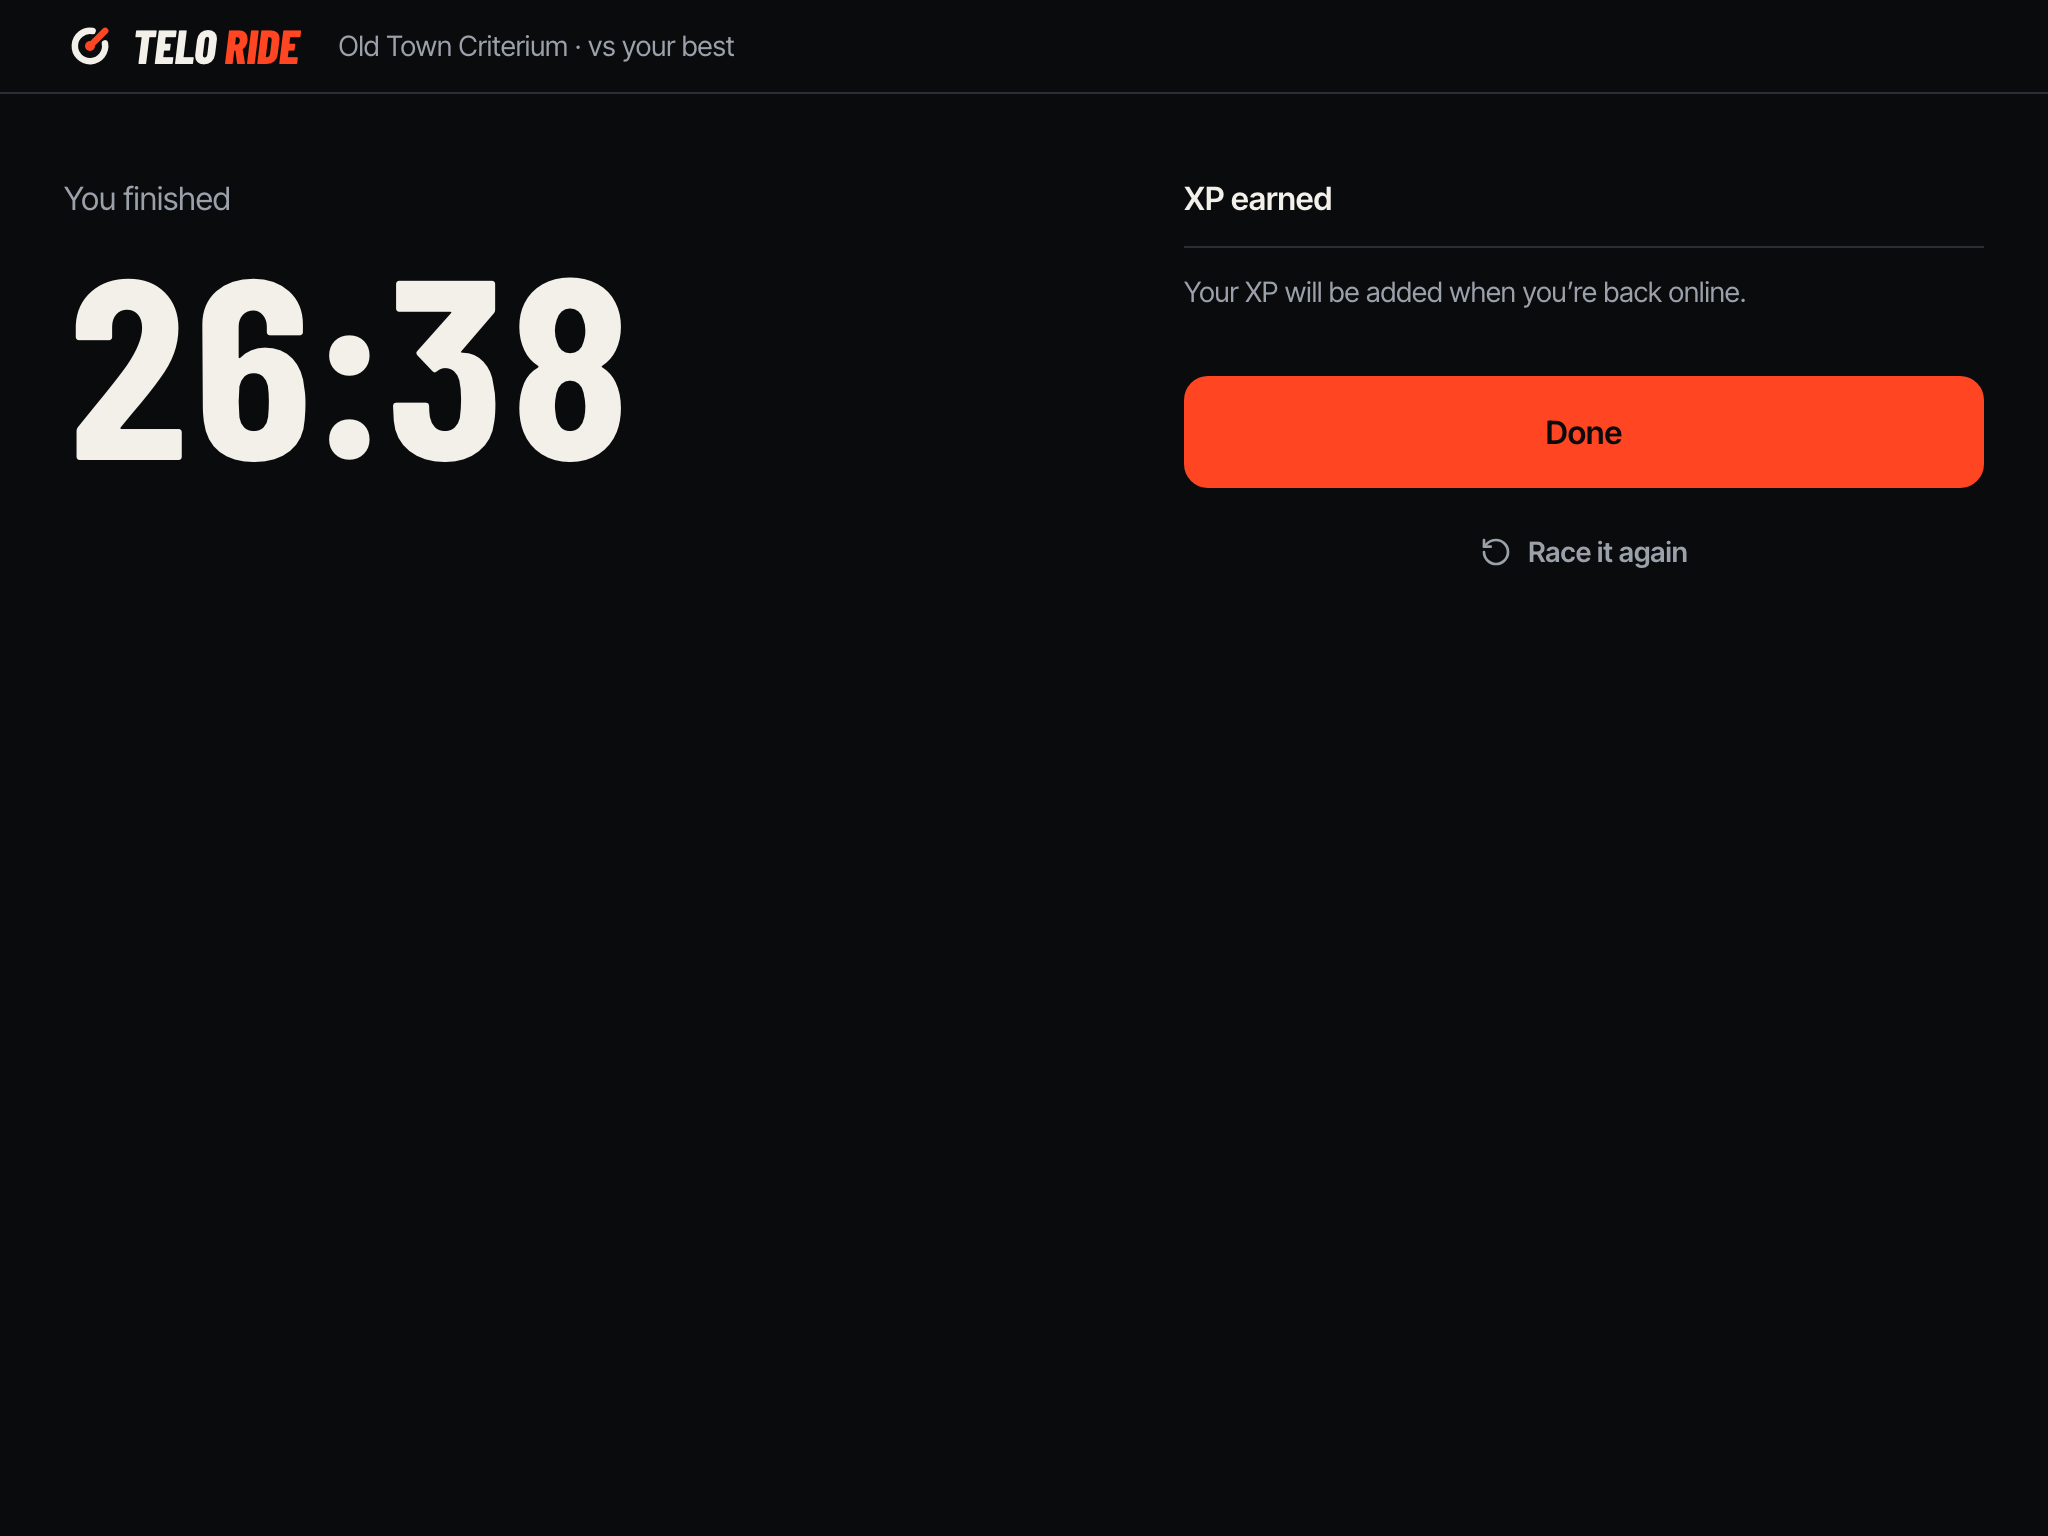 TELO RIDE
Old Town Criterium · vs your best
You finished
26:38
XP earned
Your XP will be added when you’re back online.
Done
Race it again